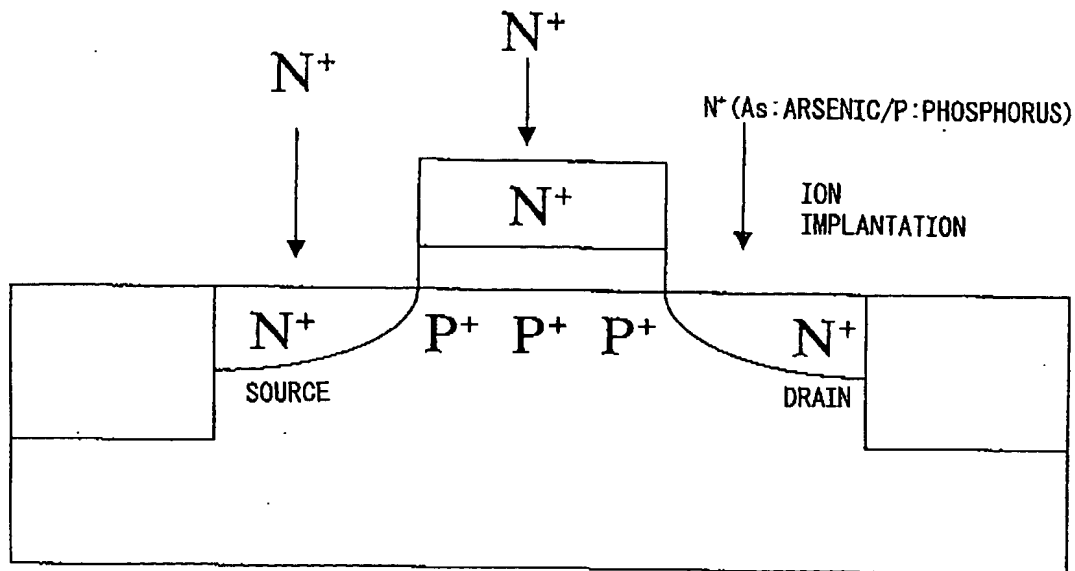 N⁺
N⁺
N⁺(As:ARSENIC/P:PHOSPHORUS)
N⁺
ION
IMPLANTATION
N⁺
P⁺ P⁺ P⁺
N⁺
SOURCE
DRAIN